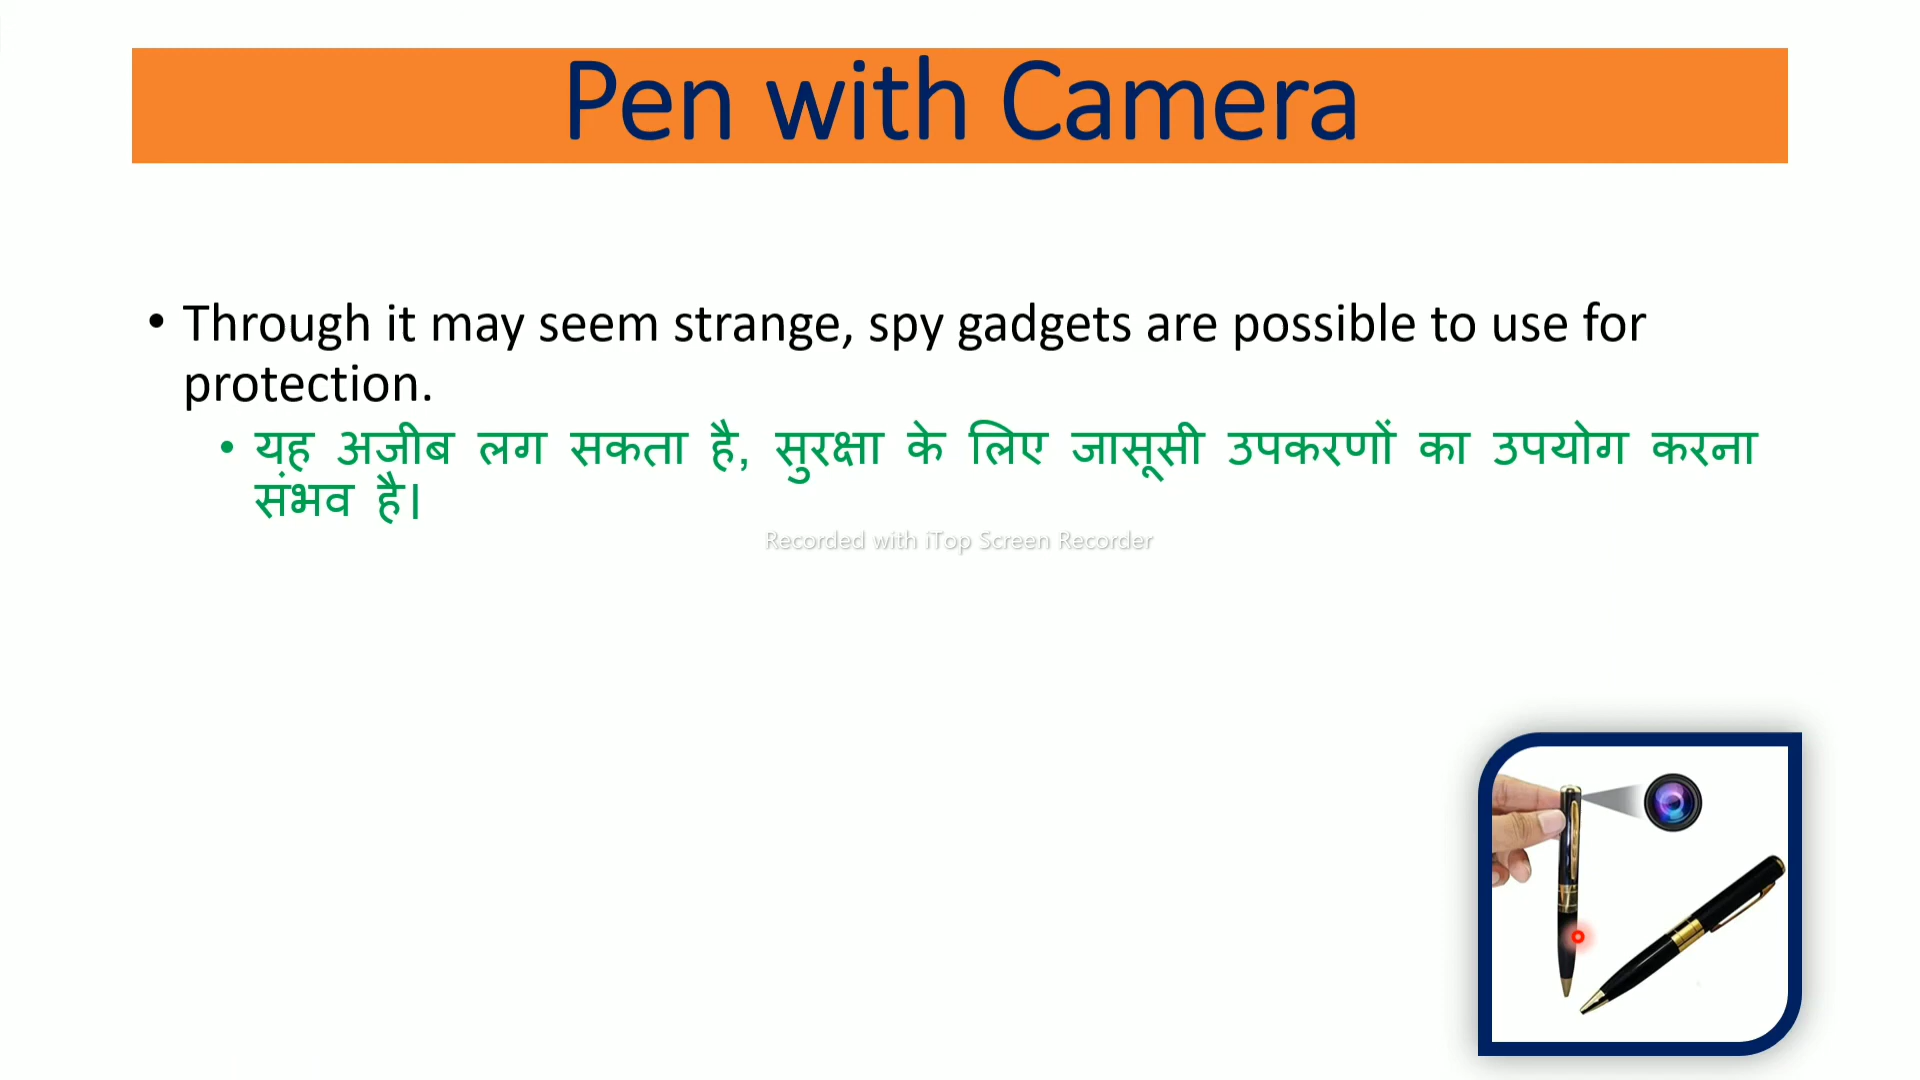 Pen with Camera
• Through it may seem strange, spy gadgets are possible to use for
protection.
• यह अजीब लग सकता है, सुरक्षा के लिए जासूसी उपकरणों का उपयोग करना
संभव है।
Recorded with iTop Screen Recorder